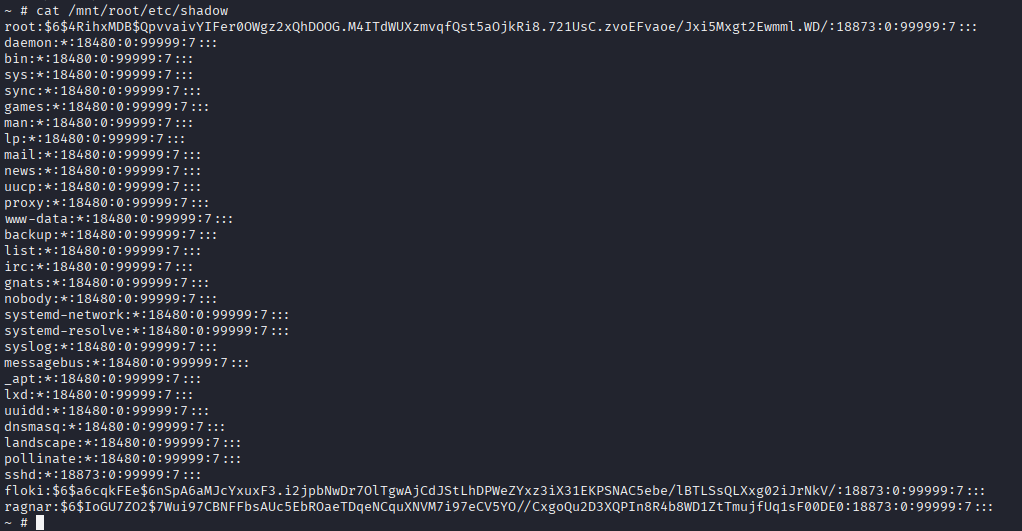 ~ # cat /mnt/root/etc/shadow
root:$6$4RihxMDB$QpvvaivYIFer0OWgz2xQhDOOG.M4ITdWUXzmvqfQst5aOjkRi8.721UsC.zvoEFvaoe/Jxi5Mxgt2Ewmml.WD/:18873:0:99999:7:::
daemon:*:18480:0:99999:7:::
bin:*:18480:0:99999:7:::
sys:*:18480:0:99999:7:::
sync:*:18480:0:99999:7:::
games:*:18480:0:99999:7:::
man:*:18480:0:99999:7:::
lp:*:18480:0:99999:7:::
mail:*:18480:0:99999:7:::
news:*:18480:0:99999:7:::
uucp:*:18480:0:99999:7:::
proxy:*:18480:0:99999:7:::
www-data:*:18480:0:99999:7:::
backup:*:18480:0:99999:7:::
list:*:18480:0:99999:7:::
irc:*:18480:0:99999:7:::
gnats:*:18480:0:99999:7:::
nobody:*:18480:0:99999:7:::
systemd-network:*:18480:0:99999:7:::
systemd-resolve:*:18480:0:99999:7:::
syslog:*:18480:0:99999:7:::
messagebus:*:18480:0:99999:7:::
_apt:*:18480:0:99999:7:::
lxd:*:18480:0:99999:7:::
uuidd:*:18480:0:99999:7:::
dnsmasq:*:18480:0:99999:7:::
landscape:*:18480:0:99999:7:::
pollinate:*:18480:0:99999:7:::
sshd:*:18873:0:99999:7:::
floki:$6$a6cqkFEe$6nSpA6aMJcYxuxF3.i2jpbNwDr7OlTgwAjCdJStLhDPWeZYxz3iX31EKPSNAC5ebe/lBTLSsQLXxg02iJrNkV/:18873:0:99999:7:::
ragnar:$6$IoGU7ZO2$7Wui97CBNFFbsAUc5EbROaeTDqeNCquXNVM7i97eCV5YO//CxgoQu2D3XQPIn8R4b8WD1ZtTmujfUq1sF00DE0:18873:0:99999:7:::
~ #